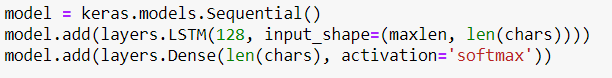 model = keras.models.Sequential()
model.add(layers.LSTM(128, input_shape=(maxlen, len(chars))))
model.add(layers.Dense(len(chars), activation='softmax'))